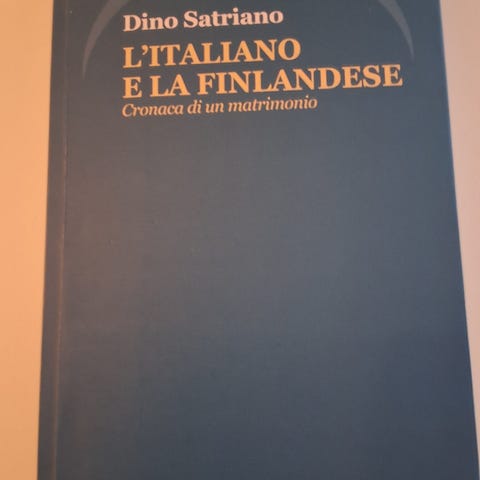 Dino Satriano
L'ITALIANO
E LA FINLANDESE
Cronaca di un matrimonio